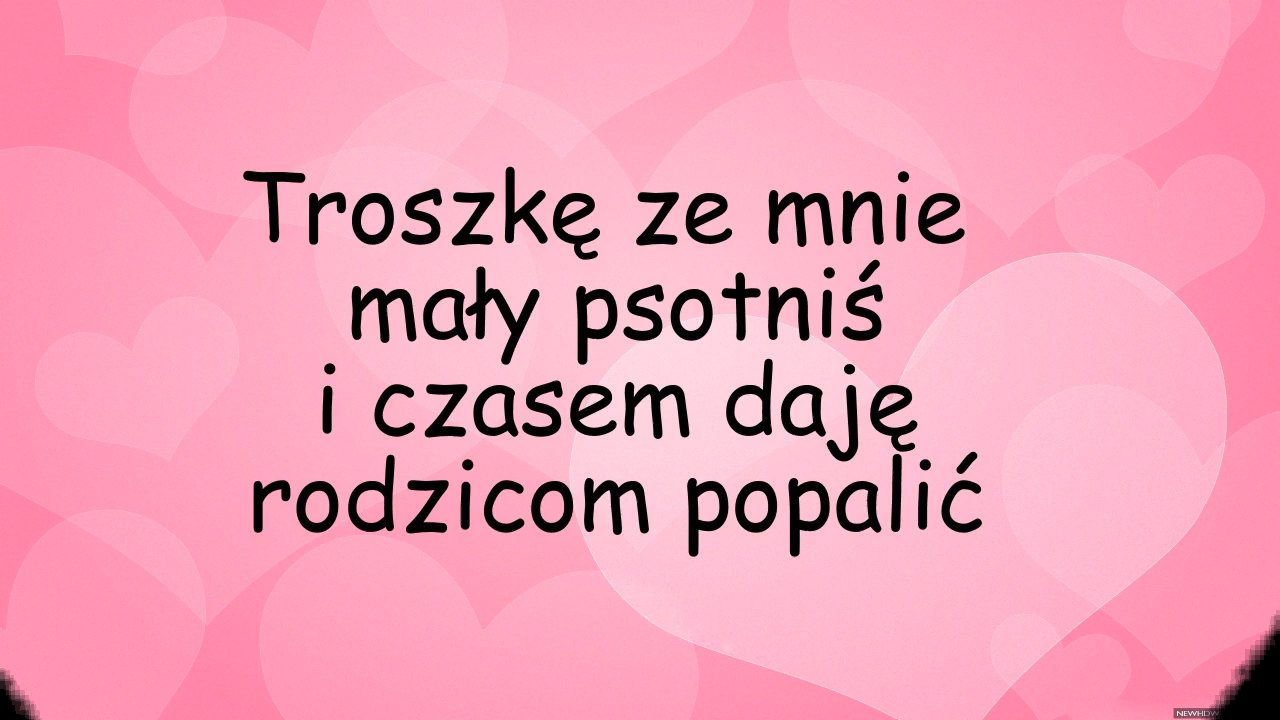 Troszkę ze mnie
mały psotniś
i czasem daję
rodzicom popalić